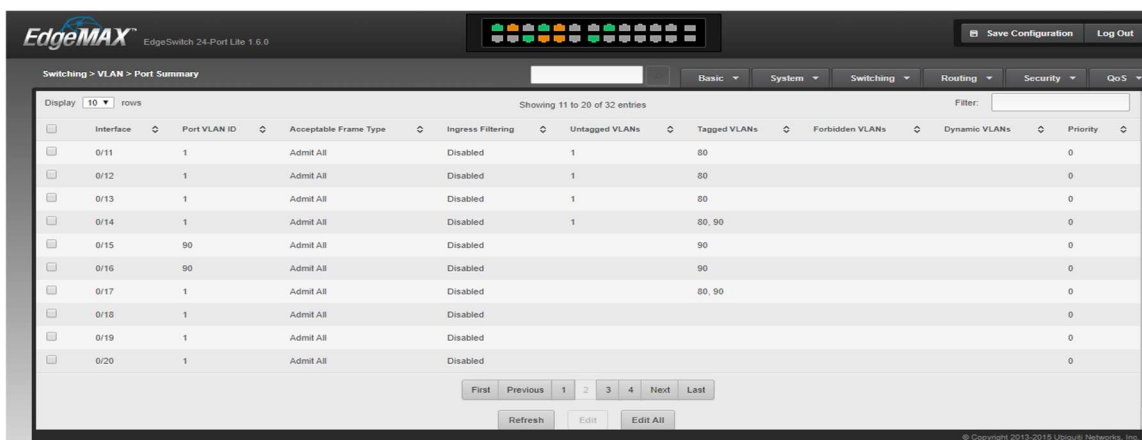 EdgeMAX™ EdgeSwitch 24-Port Lite 1.6.0
Save Configuration Log Out
Switching > VLAN > Port Summary
Basic System Switching Routing Security QoS
Display 10 rows Showing 11 to 20 of 32 entries Filter:
Interface Port VLAN ID Acceptable Frame Type Ingress Filtering Untagged VLANs Tagged VLANs Forbidden VLANs Dynamic VLANs Priority
0/11 1 Admit All Disabled 1 80 0
0/12 1 Admit All Disabled 1 80 0
0/13 1 Admit All Disabled 1 80 0
0/14 1 Admit All Disabled 1 80, 90 0
0/15 90 Admit All Disabled 90 0
0/16 90 Admit All Disabled 90 0
0/17 1 Admit All Disabled 80, 90 0
0/18 1 Admit All Disabled 0
0/19 1 Admit All Disabled 0
0/20 1 Admit All Disabled 0
First Previous 1 2 3 4 Next Last
Refresh Edit Edit All
© Copyright 2013-2015 Ubiquiti Networks, Inc.